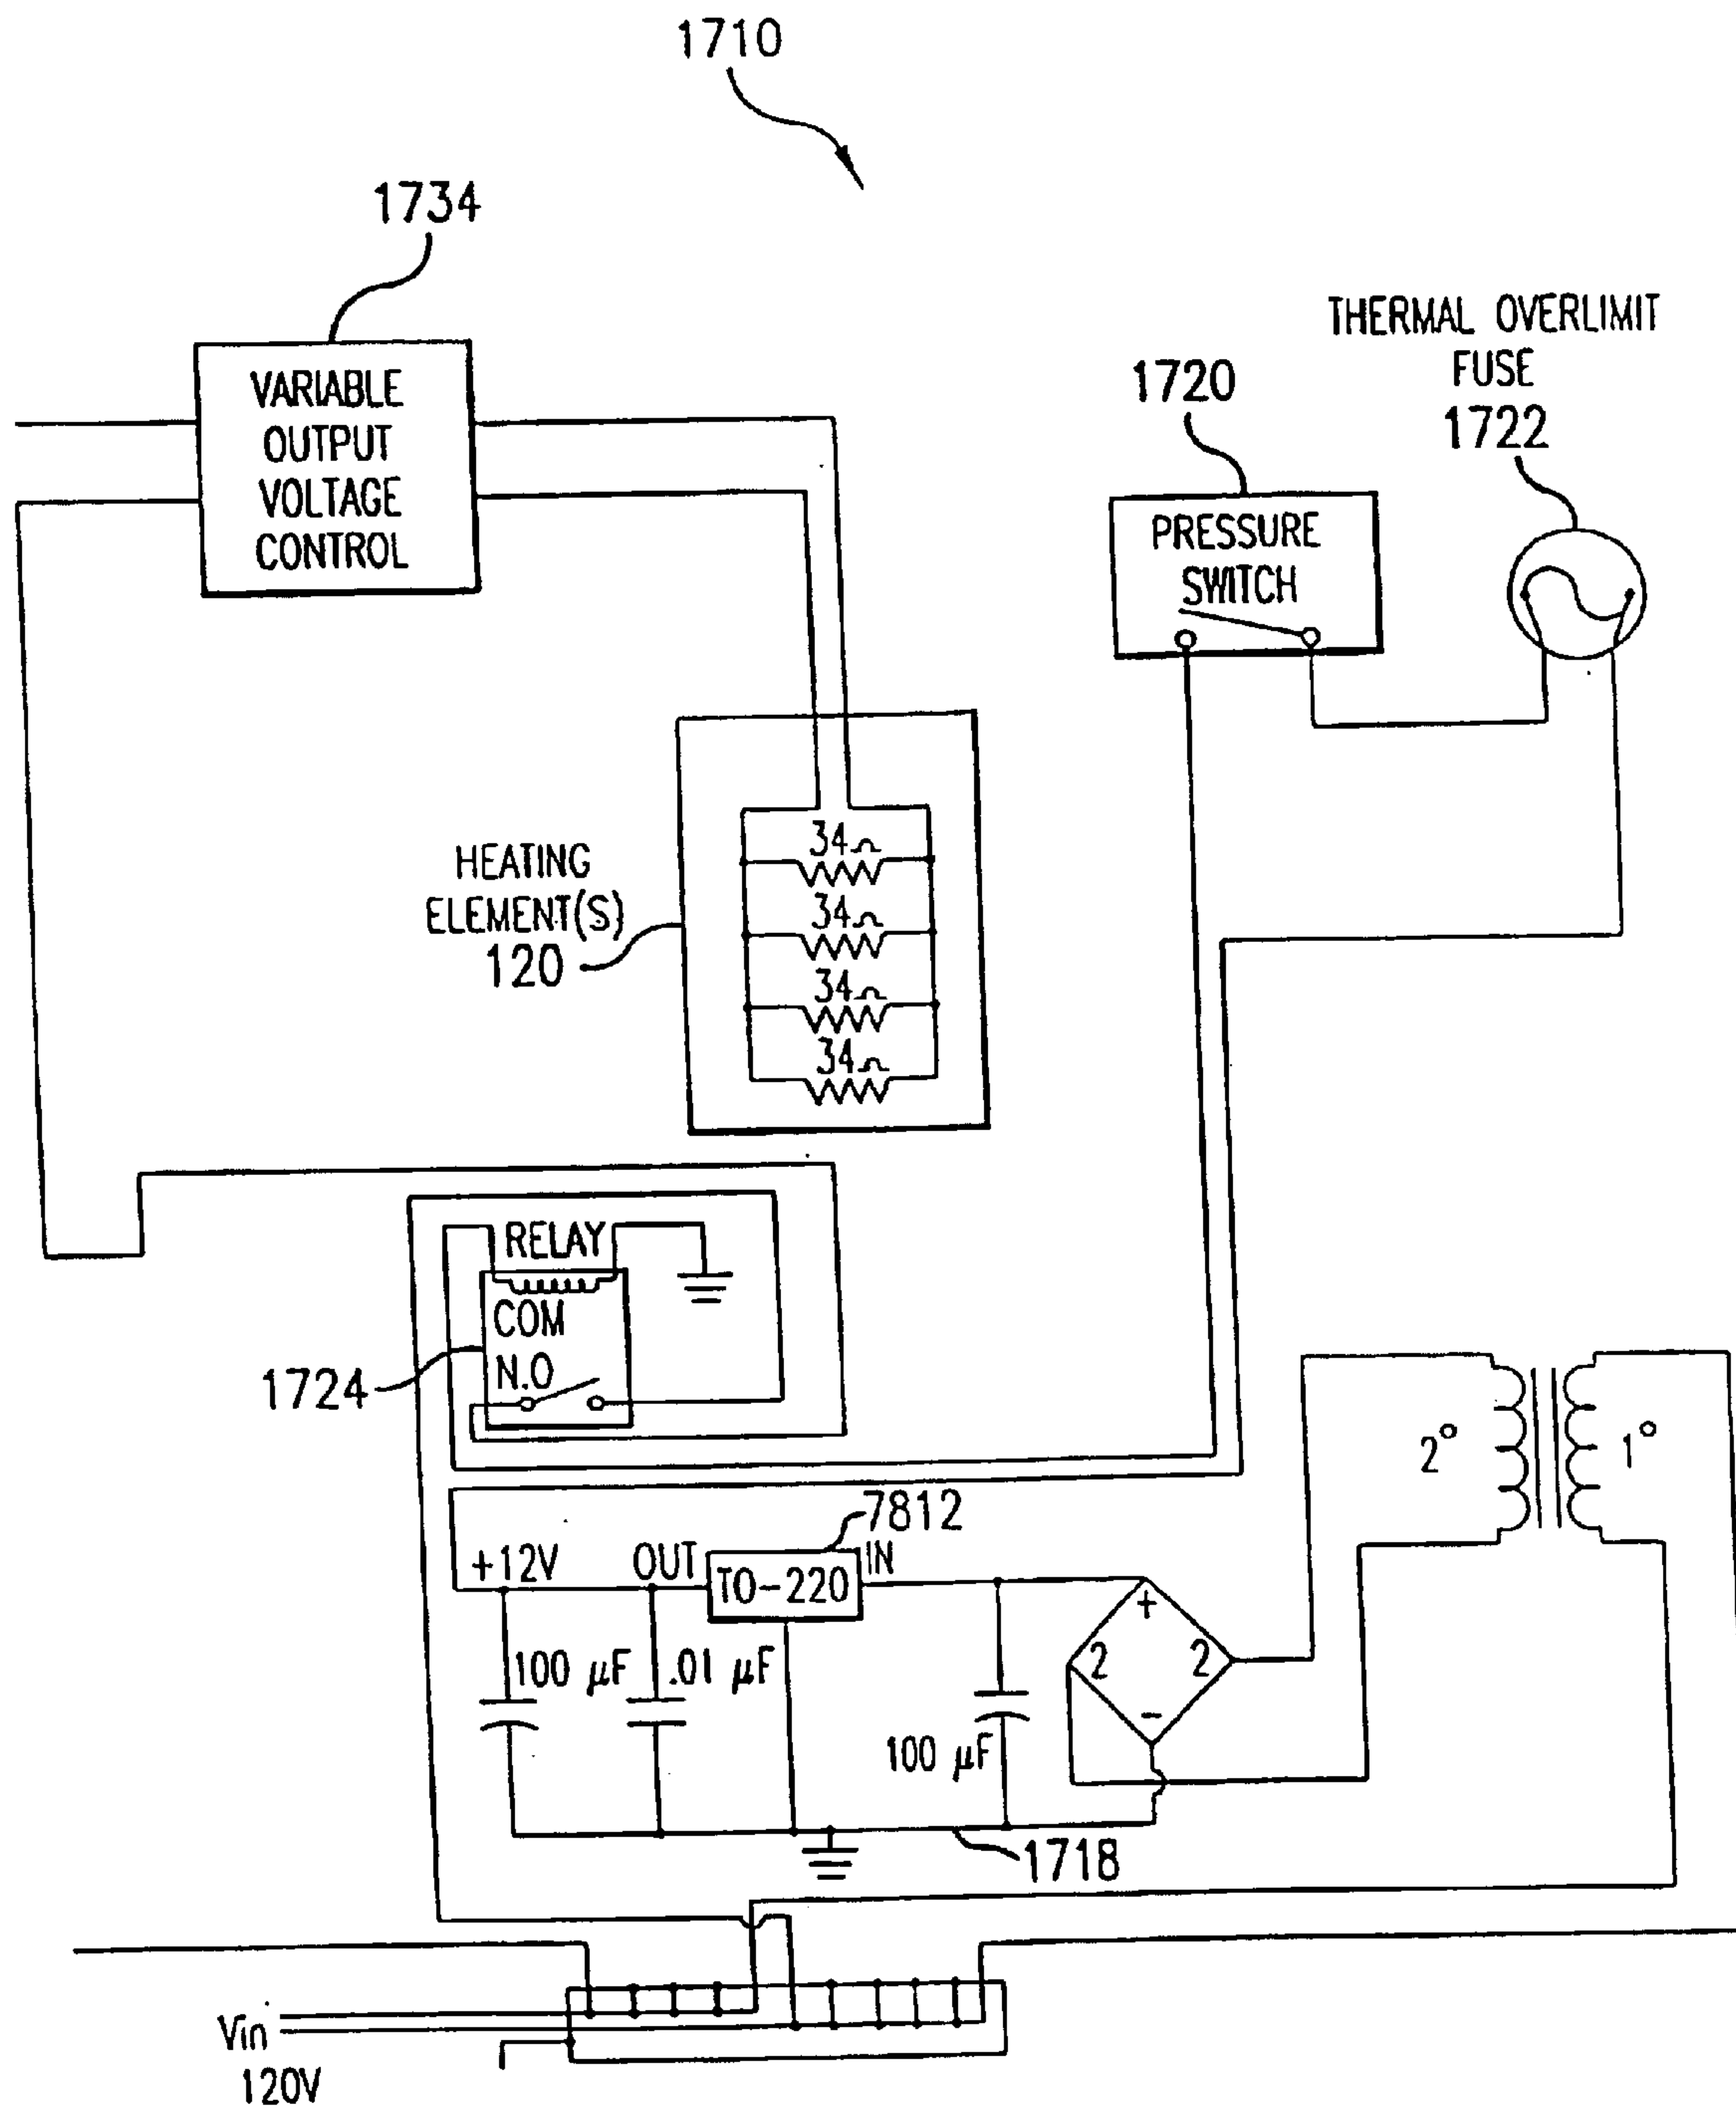 1710
1734
VARIABLE
OUTPUT
VOLTAGE
CONTROL
THERMAL OVERLIMIT
FUSE
1722
1720
PRESSURE
SWITCH
HEATING
ELEMENT(S)
120
34Ω
34Ω
34Ω
34Ω
RELAY
COM
N.O
1724
2°
1°
7812
+12V
OUT
TO-220
IN
100 µF
.01 µF
100 µF
+
2
2
-
1718
Vin
120V